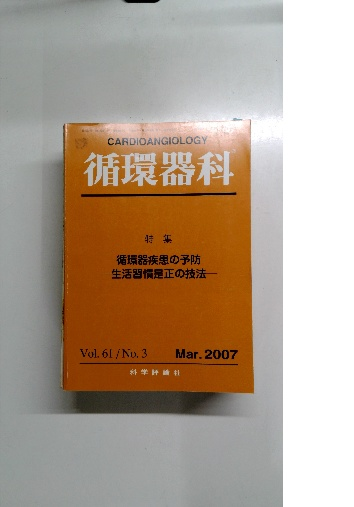 CARDIOANGIOLOGY
循環器科
特集
循環器疾患の予防
生活習慣是正の技法―
Vol. 61 / No. 3 Mar. 2007
科学評論社